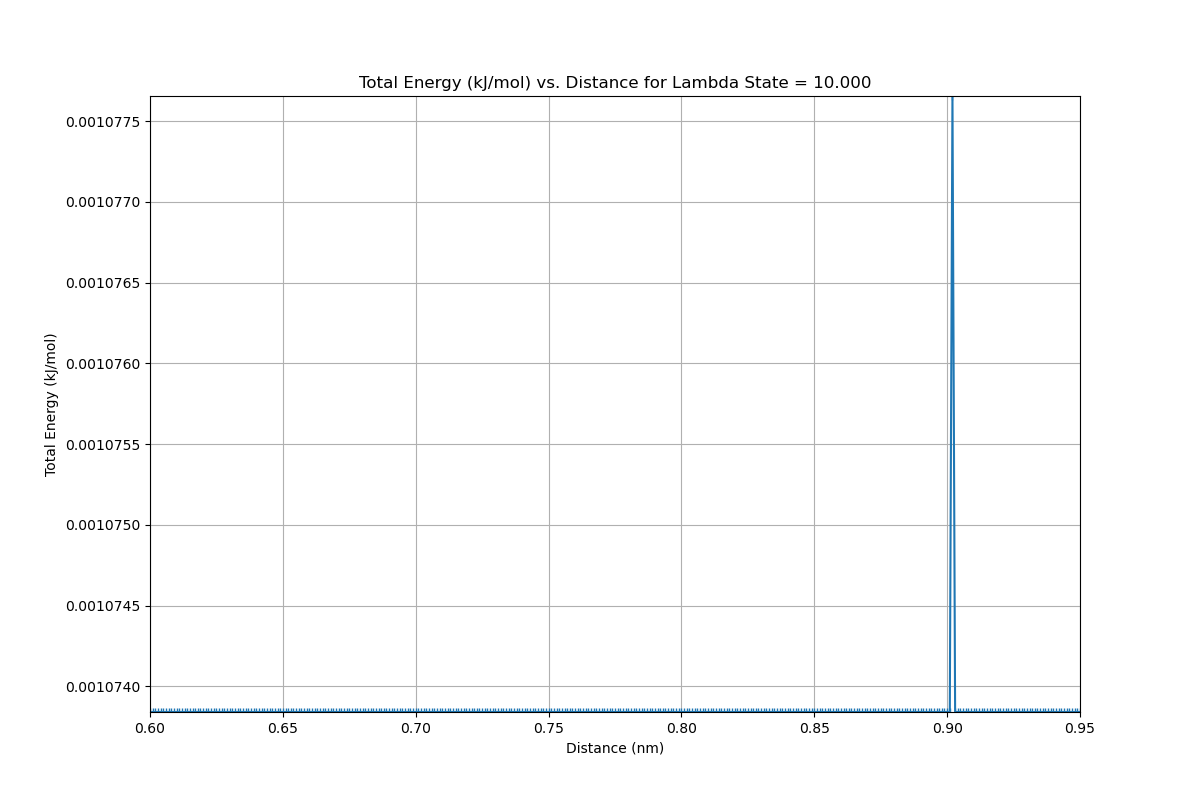 Total Energy (kJ/mol) vs. Distance for Lambda State = 10.000
0.0010775
0.0010770
0.0010765
0.0010760
0.0010755
0.0010750
0.0010745
0.0010740
Total Energy (kJ/mol)
0.60 0.65 0.70 0.75 0.80 0.85 0.90 0.95
Distance (nm)